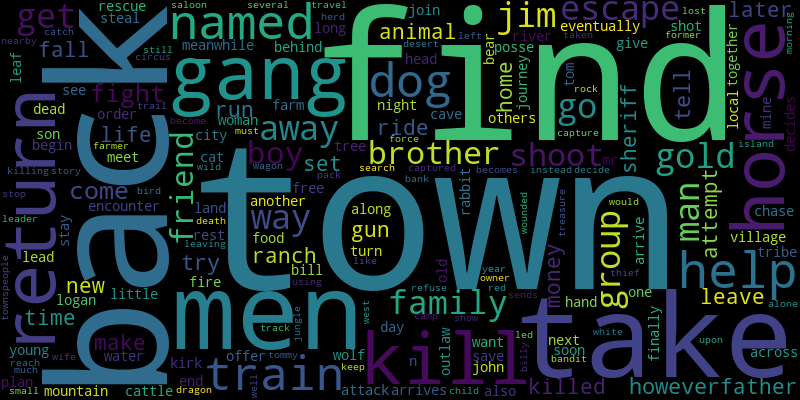 saloon
several
travel
rescue
get
steal
named
long
herd
join
jim
escape
later
lost
former
nearby
catch
still
circus
meanwhile
behind
animal
posse
river
give
eventually
shot
desert
left
taken
morning
fall
leaf
see
fight
gang
head
bear
home
journey
tom
tell
find
local
together
dead
order
woman
farm
dog
night
cave
others
go
rock
sheriff
mine
decides
son
life
trail
run
away
ride
capture
begin
farmer
meet
become
must
city
boy
tree
force
brother
shoot
mr
gold
horse
island
killing
story
cat
wild
wagon
set
search
captured
becomes
instead
decide
stop
bird
pack
bank
come
friend
free
rabbit
man
attempt
chase
leader
encounter
land
death
another
way
along
wounded
treasure
would
village
return
back
stay
rest
leaving
food
gun
town
group
arrive
tribe
townspeople
lead
try
ranch
turn
like
old
year
owner
money
thief
help
new
logan
fire
bill
using
refuse
red
sends
hand
one
leave
alone
little
men
family
time
track
jungle
west
camp
show
led
take
young
make
kirk
offer
wolf
day
kill
outlaw
want
save
billy
next
soon
white
upon
finally
across
reach
much
wife
water
tommy
keep
n
john
bandit
plan
end
train
well
small
mountain
cattle
dragon
attack
arrives
child
also
killed
however
father